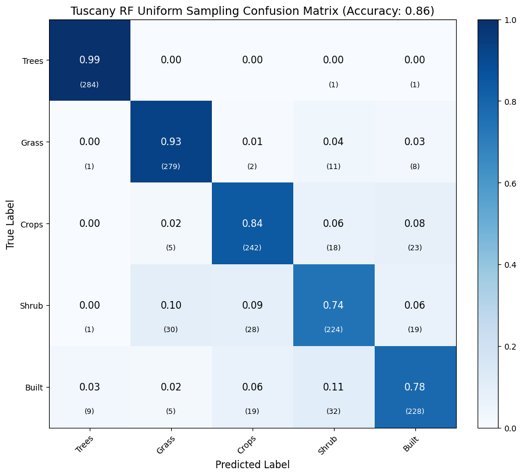 Tuscany RF Uniform Sampling Confusion Matrix (Accuracy: 0.86)
True Label
Trees 0.99 0.00 0.00 0.00 0.00
(284) (1) (1)
Grass 0.00 0.93 0.01 0.04 0.03
(1) (279) (2) (11) (8)
Crops 0.00 0.02 0.84 0.06 0.08
(5) (242) (18) (23)
Shrub 0.00 0.10 0.09 0.74 0.06
(1) (30) (28) (224) (19)
Built 0.03 0.02 0.06 0.11 0.78
(9) (5) (19) (32) (228)
Trees Grass Crops Shrub Built
Predicted Label
1.0
0.8
0.6
0.4
0.2
0.0